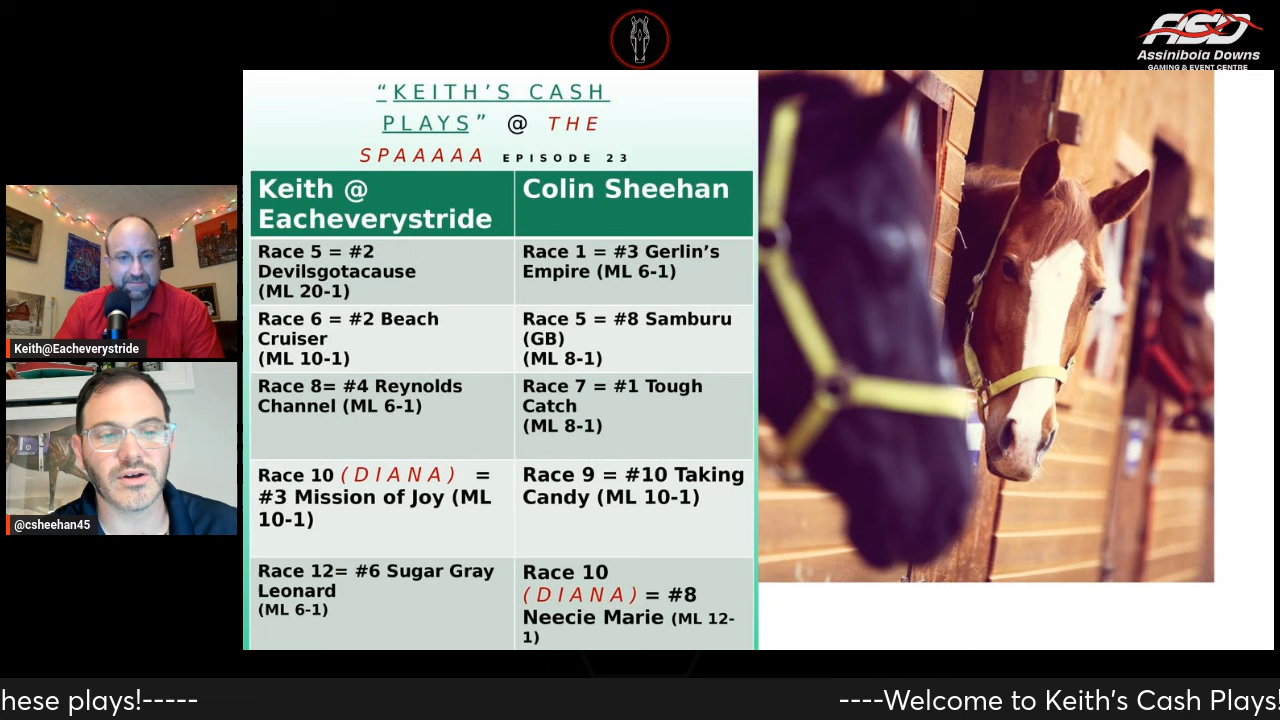 ASD
Assiniboia Downs
GAMING & EVENT CENTRE
“KEITH’S CASH
PLAYS” @ THE
SPAAAAA EPISODE 23
Keith @
Eacheverystride
Colin Sheehan
Race 5 = #2
Devilsgotacause
(ML 20-1)
Race 1 = #3 Gerlin’s
Empire (ML 6-1)
Race 6 = #2 Beach
Cruiser
(ML 10-1)
Race 5 = #8 Samburu
(GB)
(ML 8-1)
Race 8= #4 Reynolds
Channel (ML 6-1)
Race 7 = #1 Tough
Catch
(ML 8-1)
Race 10 (DIANA) =
#3 Mission of Joy (ML
10-1)
Race 9 = #10 Taking
Candy (ML 10-1)
Race 12= #6 Sugar Gray
Leonard
(ML 6-1)
Race 10
(DIANA) = #8
Neecie Marie (ML 12-
1)
Keith@Eacheverystride
@csheehan45
hese plays!-----
----Welcome to Keith's Cash Plays!